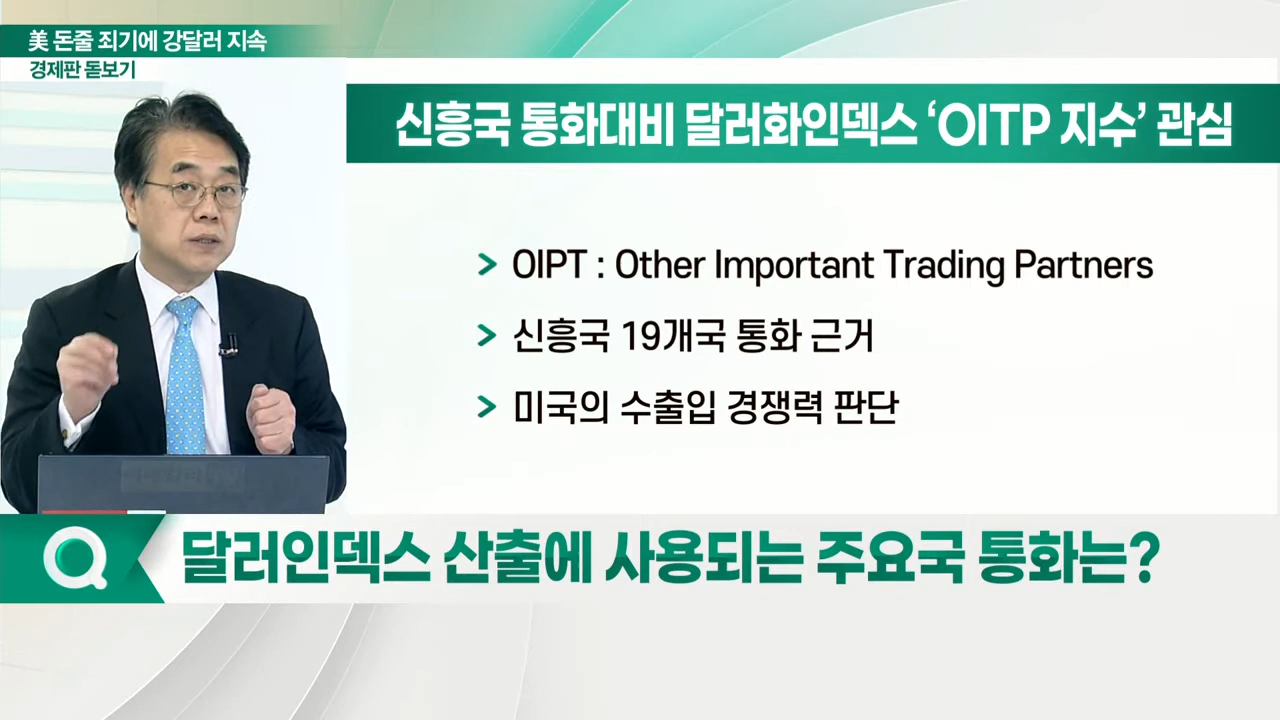 美 돈줄 죄기에 강달러 지속
경제판 돋보기
신흥국 통화대비 달러화인덱스 ‘OITP 지수’ 관심
> OIPT : Other Important Trading Partners
> 신흥국 19개국 통화 근거
> 미국의 수출입 경쟁력 판단
Q 달러인덱스 산출에 사용되는 주요국 통화는?